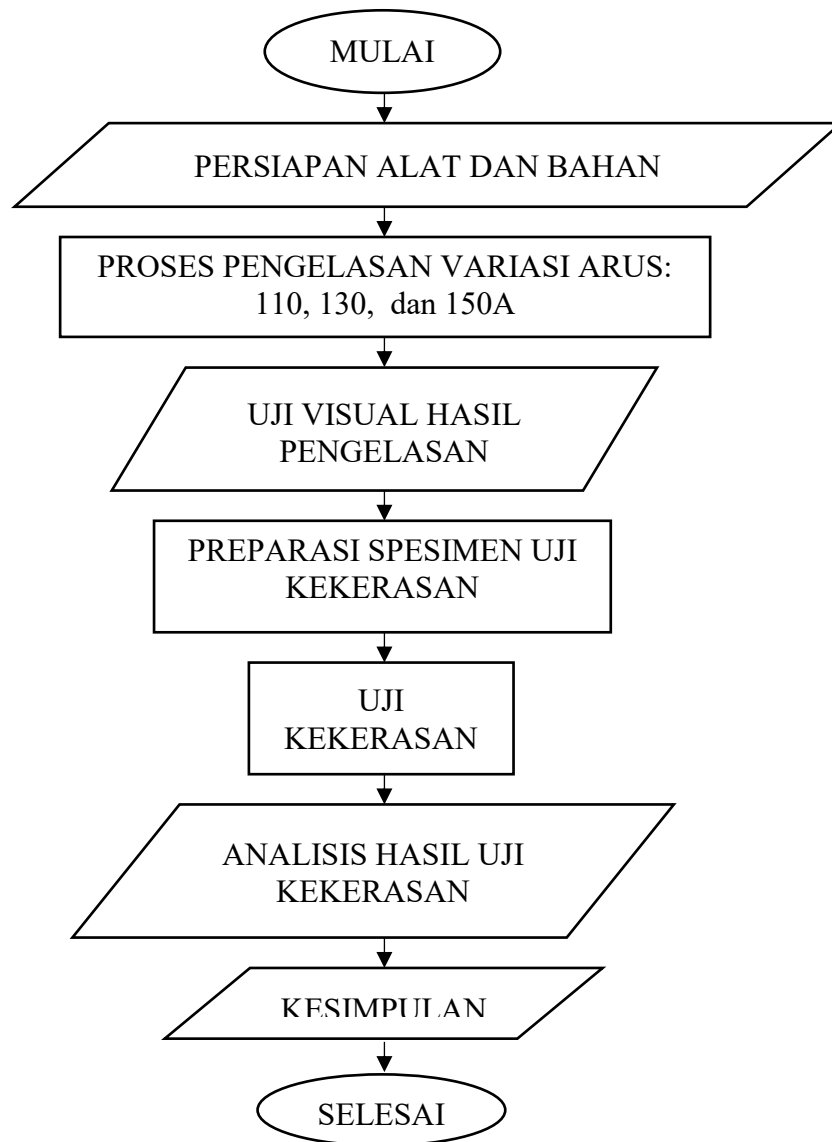 MULAI
PERSIAPAN ALAT DAN BAHAN
PROSES PENGELASAN VARIASI ARUS:
110, 130,  dan 150A
UJI VISUAL HASIL
PENGELASAN
PREPARASI SPESIMEN UJI
KEKERASAN
UJI
KEKERASAN
ANALISIS HASIL UJI
KEKERASAN
KESIMPULAN
SELESAI